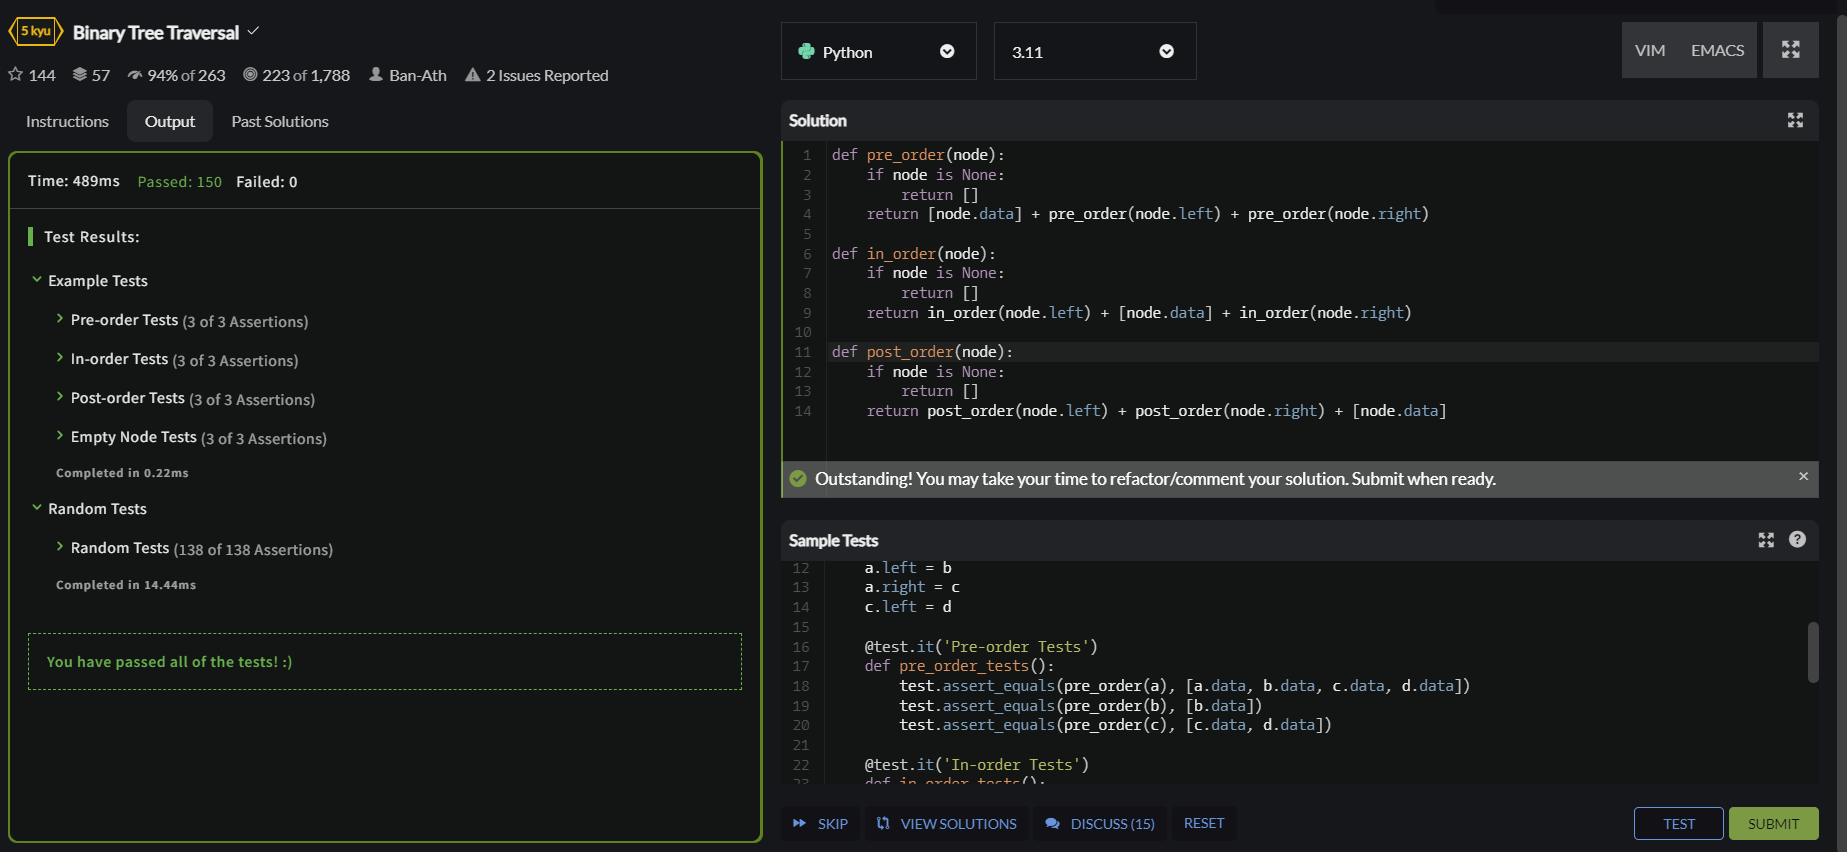 5 kyu
Binary Tree Traversal
144 57 94% of 263 223 of 1,788 Ban-Ath 2 Issues Reported
Instructions Output Past Solutions
Time: 489ms Passed: 150 Failed: 0
Test Results:
Example Tests
Pre-order Tests (3 of 3 Assertions)
In-order Tests (3 of 3 Assertions)
Post-order Tests (3 of 3 Assertions)
Empty Node Tests (3 of 3 Assertions)
Completed in 0.22ms
Random Tests
Random Tests (138 of 138 Assertions)
Completed in 14.44ms
You have passed all of the tests! :)
Python
3.11
VIM EMACS
Solution
1 def pre_order(node):
2     if node is None:
3         return []
4     return [node.data] + pre_order(node.left) + pre_order(node.right)
5
6 def in_order(node):
7     if node is None:
8         return []
9     return in_order(node.left) + [node.data] + in_order(node.right)
10
11 def post_order(node):
12     if node is None:
13         return []
14     return post_order(node.left) + post_order(node.right) + [node.data]
Outstanding! You may take your time to refactor/comment your solution. Submit when ready.
Sample Tests
12     a.left = b
13     a.right = c
14     c.left = d
15
16     @test.it('Pre-order Tests')
17     def pre_order_tests():
18         test.assert_equals(pre_order(a), [a.data, b.data, c.data, d.data])
19         test.assert_equals(pre_order(b), [b.data])
20         test.assert_equals(pre_order(c), [c.data, d.data])
21
22     @test.it('In-order Tests')
23     def in_order_tests():
SKIP VIEW SOLUTIONS DISCUSS (15) RESET
TEST SUBMIT